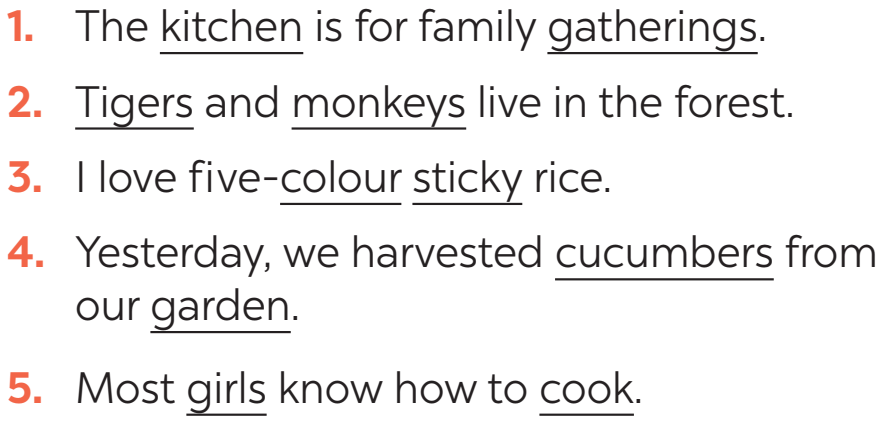 1. The kitchen is for family gatherings.
2. Tigers and monkeys live in the forest.
3. I love five-colour sticky rice.
4. Yesterday, we harvested cucumbers from
our garden.
5. Most girls know how to cook.